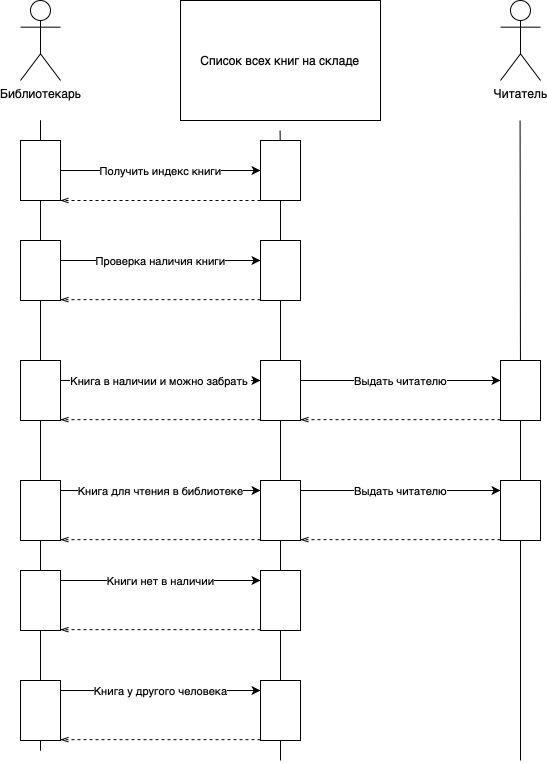 Список всех книг на складе
Библиотекарь
Читатель
Получить индекс книги
Проверка наличия книги
Книга в наличии и можно забрать
Выдать читателю
Книга для чтения в библиотеке
Выдать читателю
Книги нет в наличии
Книга у другого человека